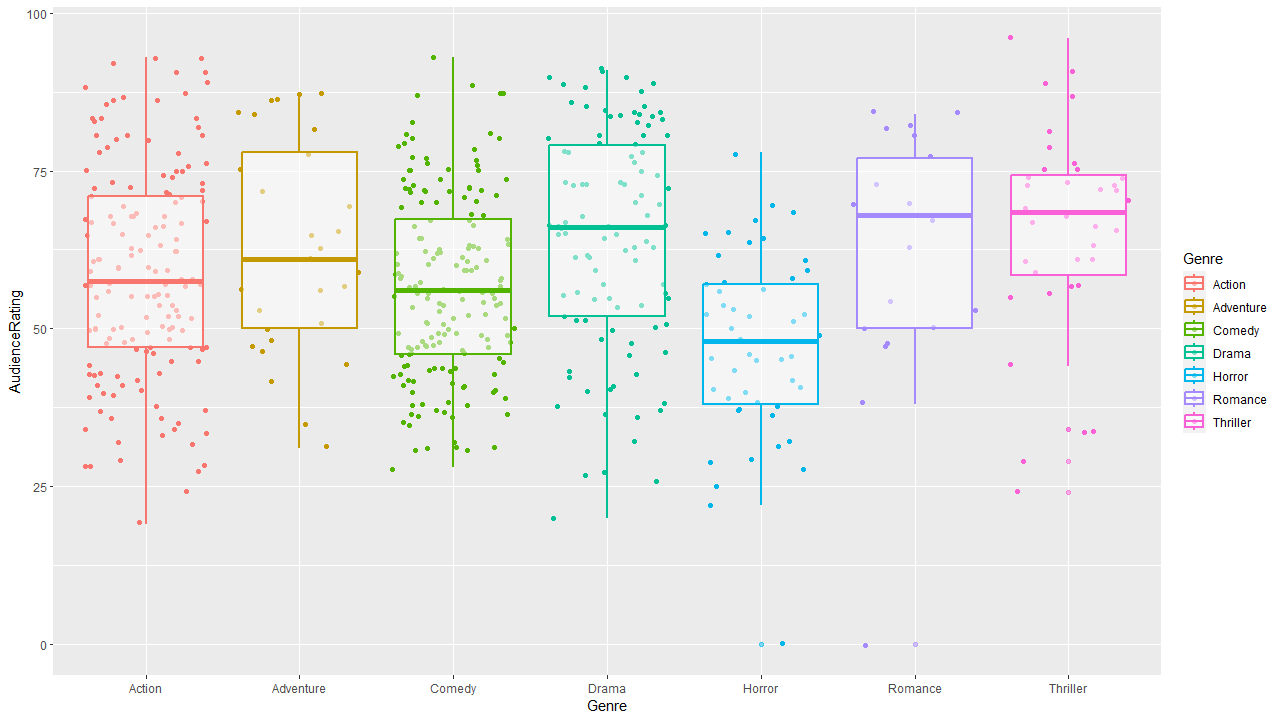 100
75
50
25
0
AudienceRating
Action Adventure Comedy Drama Horror Romance Thriller
Genre
Genre
Action
Adventure
Comedy
Drama
Horror
Romance
Thriller